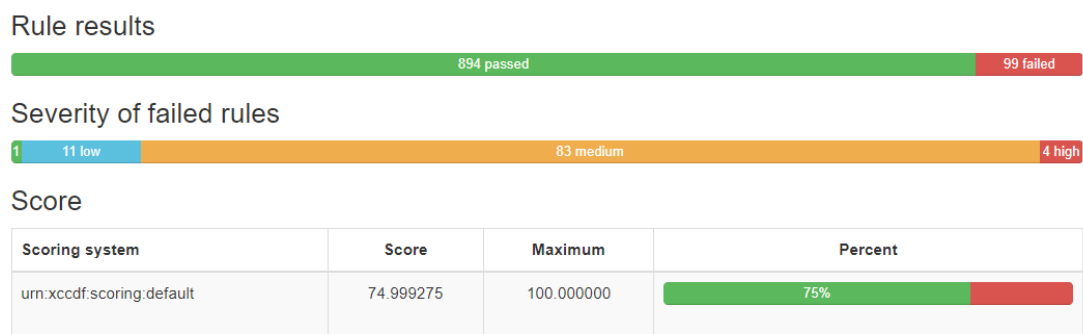 Rule results
894 passed 99 failed
Severity of failed rules
1 11 low 83 medium 4 high
Score
Scoring system Score Maximum Percent
urn:xccdf:scoring:default 74.999275 100.000000 75%